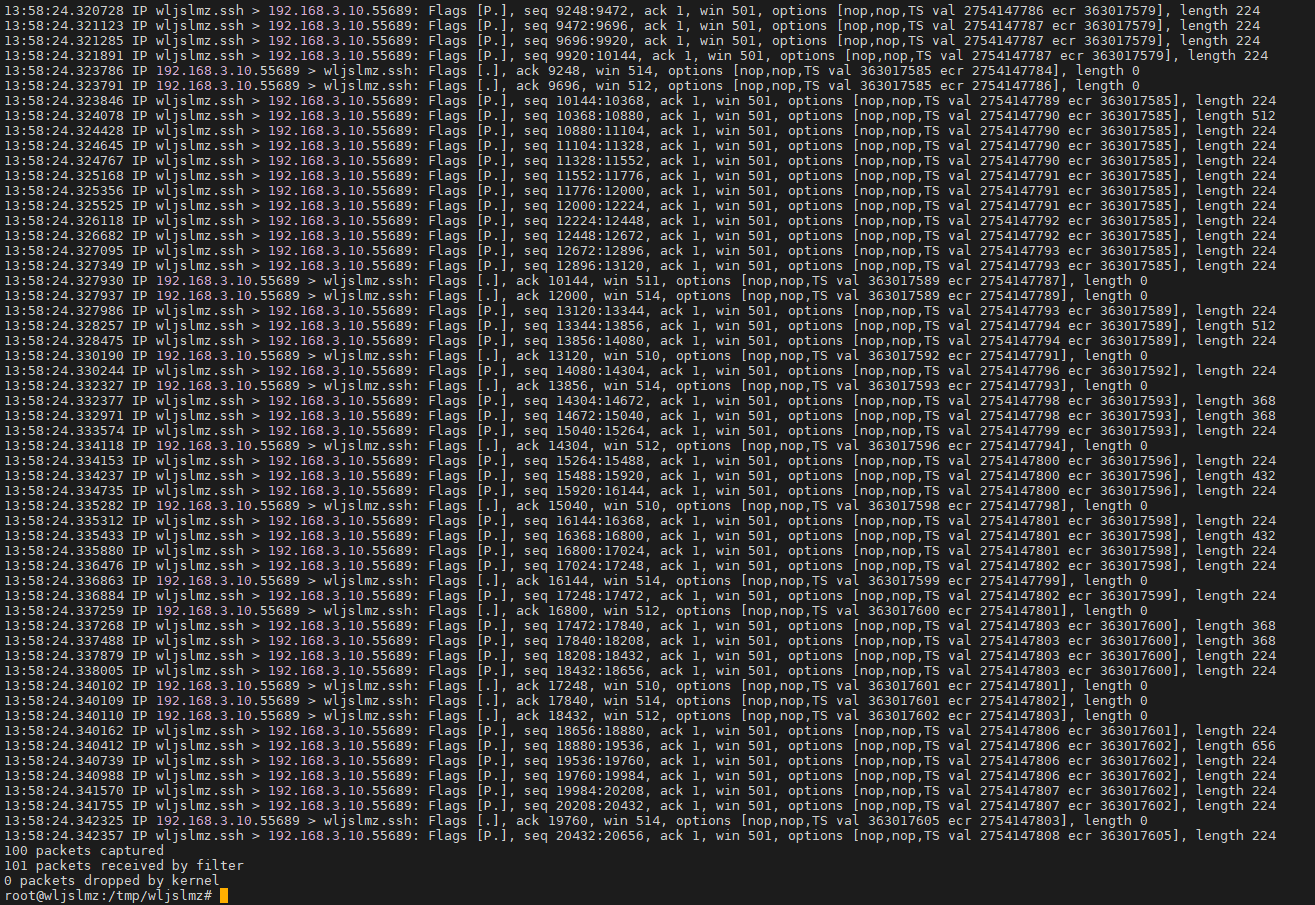 13:58:24.320728 IP wljslmz.ssh > 192.168.3.10.55689: Flags [P.], seq 9248:9472, ack 1, win 501, options [nop,nop,TS val 2754147786 ecr 363017579], length 224
13:58:24.321123 IP wljslmz.ssh > 192.168.3.10.55689: Flags [P.], seq 9472:9696, ack 1, win 501, options [nop,nop,TS val 2754147787 ecr 363017579], length 224
13:58:24.321285 IP wljslmz.ssh > 192.168.3.10.55689: Flags [P.], seq 9696:9920, ack 1, win 501, options [nop,nop,TS val 2754147787 ecr 363017579], length 224
13:58:24.321891 IP wljslmz.ssh > 192.168.3.10.55689: Flags [P.], seq 9920:10144, ack 1, win 501, options [nop,nop,TS val 2754147787 ecr 363017579], length 224
13:58:24.323786 IP 192.168.3.10.55689 > wljslmz.ssh: Flags [.], ack 9248, win 514, options [nop,nop,TS val 363017585 ecr 2754147784], length 0
13:58:24.323791 IP 192.168.3.10.55689 > wljslmz.ssh: Flags [.], ack 9696, win 512, options [nop,nop,TS val 363017585 ecr 2754147786], length 0
13:58:24.323846 IP wljslmz.ssh > 192.168.3.10.55689: Flags [P.], seq 10144:10368, ack 1, win 501, options [nop,nop,TS val 2754147789 ecr 363017585], length 224
13:58:24.324078 IP wljslmz.ssh > 192.168.3.10.55689: Flags [P.], seq 10368:10880, ack 1, win 501, options [nop,nop,TS val 2754147790 ecr 363017585], length 512
13:58:24.324428 IP wljslmz.ssh > 192.168.3.10.55689: Flags [P.], seq 10880:11104, ack 1, win 501, options [nop,nop,TS val 2754147790 ecr 363017585], length 224
13:58:24.324645 IP wljslmz.ssh > 192.168.3.10.55689: Flags [P.], seq 11104:11328, ack 1, win 501, options [nop,nop,TS val 2754147790 ecr 363017585], length 224
13:58:24.324767 IP wljslmz.ssh > 192.168.3.10.55689: Flags [P.], seq 11328:11552, ack 1, win 501, options [nop,nop,TS val 2754147790 ecr 363017585], length 224
13:58:24.325168 IP wljslmz.ssh > 192.168.3.10.55689: Flags [P.], seq 11552:11776, ack 1, win 501, options [nop,nop,TS val 2754147791 ecr 363017585], length 224
13:58:24.325356 IP wljslmz.ssh > 192.168.3.10.55689: Flags [P.], seq 11776:12000, ack 1, win 501, options [nop,nop,TS val 2754147791 ecr 363017585], length 224
13:58:24.325525 IP wljslmz.ssh > 192.168.3.10.55689: Flags [P.], seq 12000:12224, ack 1, win 501, options [nop,nop,TS val 2754147791 ecr 363017585], length 224
13:58:24.326118 IP wljslmz.ssh > 192.168.3.10.55689: Flags [P.], seq 12224:12448, ack 1, win 501, options [nop,nop,TS val 2754147792 ecr 363017585], length 224
13:58:24.326682 IP wljslmz.ssh > 192.168.3.10.55689: Flags [P.], seq 12448:12672, ack 1, win 501, options [nop,nop,TS val 2754147792 ecr 363017585], length 224
13:58:24.327095 IP wljslmz.ssh > 192.168.3.10.55689: Flags [P.], seq 12672:12896, ack 1, win 501, options [nop,nop,TS val 2754147793 ecr 363017585], length 224
13:58:24.327349 IP wljslmz.ssh > 192.168.3.10.55689: Flags [P.], seq 12896:13120, ack 1, win 501, options [nop,nop,TS val 2754147793 ecr 363017585], length 224
13:58:24.327930 IP 192.168.3.10.55689 > wljslmz.ssh: Flags [.], ack 10144, win 511, options [nop,nop,TS val 363017589 ecr 2754147787], length 0
13:58:24.327937 IP 192.168.3.10.55689 > wljslmz.ssh: Flags [.], ack 12000, win 514, options [nop,nop,TS val 363017589 ecr 2754147789], length 0
13:58:24.327986 IP wljslmz.ssh > 192.168.3.10.55689: Flags [P.], seq 13120:13344, ack 1, win 501, options [nop,nop,TS val 2754147793 ecr 363017589], length 224
13:58:24.328257 IP wljslmz.ssh > 192.168.3.10.55689: Flags [P.], seq 13344:13856, ack 1, win 501, options [nop,nop,TS val 2754147794 ecr 363017589], length 512
13:58:24.328475 IP wljslmz.ssh > 192.168.3.10.55689: Flags [P.], seq 13856:14080, ack 1, win 501, options [nop,nop,TS val 2754147794 ecr 363017589], length 224
13:58:24.330190 IP 192.168.3.10.55689 > wljslmz.ssh: Flags [.], ack 13120, win 510, options [nop,nop,TS val 363017592 ecr 2754147791], length 0
13:58:24.330244 IP wljslmz.ssh > 192.168.3.10.55689: Flags [P.], seq 14080:14304, ack 1, win 501, options [nop,nop,TS val 2754147796 ecr 363017592], length 224
13:58:24.332327 IP 192.168.3.10.55689 > wljslmz.ssh: Flags [.], ack 13856, win 514, options [nop,nop,TS val 363017593 ecr 2754147793], length 0
13:58:24.332377 IP wljslmz.ssh > 192.168.3.10.55689: Flags [P.], seq 14304:14672, ack 1, win 501, options [nop,nop,TS val 2754147798 ecr 363017593], length 368
13:58:24.332971 IP wljslmz.ssh > 192.168.3.10.55689: Flags [P.], seq 14672:15040, ack 1, win 501, options [nop,nop,TS val 2754147798 ecr 363017593], length 368
13:58:24.333574 IP wljslmz.ssh > 192.168.3.10.55689: Flags [P.], seq 15040:15264, ack 1, win 501, options [nop,nop,TS val 2754147799 ecr 363017593], length 224
13:58:24.334118 IP 192.168.3.10.55689 > wljslmz.ssh: Flags [.], ack 14304, win 512, options [nop,nop,TS val 363017596 ecr 2754147794], length 0
13:58:24.334153 IP wljslmz.ssh > 192.168.3.10.55689: Flags [P.], seq 15264:15488, ack 1, win 501, options [nop,nop,TS val 2754147800 ecr 363017596], length 224
13:58:24.334237 IP wljslmz.ssh > 192.168.3.10.55689: Flags [P.], seq 15488:15920, ack 1, win 501, options [nop,nop,TS val 2754147800 ecr 363017596], length 432
13:58:24.334735 IP wljslmz.ssh > 192.168.3.10.55689: Flags [P.], seq 15920:16144, ack 1, win 501, options [nop,nop,TS val 2754147800 ecr 363017596], length 224
13:58:24.335282 IP 192.168.3.10.55689 > wljslmz.ssh: Flags [.], ack 15040, win 510, options [nop,nop,TS val 363017598 ecr 2754147798], length 0
13:58:24.335312 IP wljslmz.ssh > 192.168.3.10.55689: Flags [P.], seq 16144:16368, ack 1, win 501, options [nop,nop,TS val 2754147801 ecr 363017598], length 224
13:58:24.335433 IP wljslmz.ssh > 192.168.3.10.55689: Flags [P.], seq 16368:16800, ack 1, win 501, options [nop,nop,TS val 2754147801 ecr 363017598], length 432
13:58:24.335880 IP wljslmz.ssh > 192.168.3.10.55689: Flags [P.], seq 16800:17024, ack 1, win 501, options [nop,nop,TS val 2754147801 ecr 363017598], length 224
13:58:24.336476 IP wljslmz.ssh > 192.168.3.10.55689: Flags [P.], seq 17024:17248, ack 1, win 501, options [nop,nop,TS val 2754147802 ecr 363017598], length 224
13:58:24.336863 IP 192.168.3.10.55689 > wljslmz.ssh: Flags [.], ack 16144, win 514, options [nop,nop,TS val 363017599 ecr 2754147799], length 0
13:58:24.336884 IP wljslmz.ssh > 192.168.3.10.55689: Flags [P.], seq 17248:17472, ack 1, win 501, options [nop,nop,TS val 2754147802 ecr 363017599], length 224
13:58:24.337259 IP 192.168.3.10.55689 > wljslmz.ssh: Flags [.], ack 16800, win 512, options [nop,nop,TS val 363017600 ecr 2754147801], length 0
13:58:24.337268 IP wljslmz.ssh > 192.168.3.10.55689: Flags [P.], seq 17472:17840, ack 1, win 501, options [nop,nop,TS val 2754147803 ecr 363017600], length 368
13:58:24.337488 IP wljslmz.ssh > 192.168.3.10.55689: Flags [P.], seq 17840:18208, ack 1, win 501, options [nop,nop,TS val 2754147803 ecr 363017600], length 368
13:58:24.337879 IP wljslmz.ssh > 192.168.3.10.55689: Flags [P.], seq 18208:18432, ack 1, win 501, options [nop,nop,TS val 2754147803 ecr 363017600], length 224
13:58:24.338005 IP wljslmz.ssh > 192.168.3.10.55689: Flags [P.], seq 18432:18656, ack 1, win 501, options [nop,nop,TS val 2754147803 ecr 363017600], length 224
13:58:24.340102 IP 192.168.3.10.55689 > wljslmz.ssh: Flags [.], ack 17248, win 510, options [nop,nop,TS val 363017601 ecr 2754147801], length 0
13:58:24.340109 IP 192.168.3.10.55689 > wljslmz.ssh: Flags [.], ack 17840, win 514, options [nop,nop,TS val 363017601 ecr 2754147802], length 0
13:58:24.340110 IP 192.168.3.10.55689 > wljslmz.ssh: Flags [.], ack 18432, win 512, options [nop,nop,TS val 363017602 ecr 2754147803], length 0
13:58:24.340162 IP wljslmz.ssh > 192.168.3.10.55689: Flags [P.], seq 18656:18880, ack 1, win 501, options [nop,nop,TS val 2754147806 ecr 363017601], length 224
13:58:24.340412 IP wljslmz.ssh > 192.168.3.10.55689: Flags [P.], seq 18880:19536, ack 1, win 501, options [nop,nop,TS val 2754147806 ecr 363017602], length 656
13:58:24.340739 IP wljslmz.ssh > 192.168.3.10.55689: Flags [P.], seq 19536:19760, ack 1, win 501, options [nop,nop,TS val 2754147806 ecr 363017602], length 224
13:58:24.340988 IP wljslmz.ssh > 192.168.3.10.55689: Flags [P.], seq 19760:19984, ack 1, win 501, options [nop,nop,TS val 2754147806 ecr 363017602], length 224
13:58:24.341570 IP wljslmz.ssh > 192.168.3.10.55689: Flags [P.], seq 19984:20208, ack 1, win 501, options [nop,nop,TS val 2754147807 ecr 363017602], length 224
13:58:24.341755 IP wljslmz.ssh > 192.168.3.10.55689: Flags [P.], seq 20208:20432, ack 1, win 501, options [nop,nop,TS val 2754147807 ecr 363017602], length 224
13:58:24.342325 IP 192.168.3.10.55689 > wljslmz.ssh: Flags [.], ack 19760, win 514, options [nop,nop,TS val 363017605 ecr 2754147803], length 0
13:58:24.342357 IP wljslmz.ssh > 192.168.3.10.55689: Flags [P.], seq 20432:20656, ack 1, win 501, options [nop,nop,TS val 2754147808 ecr 363017605], length 224
100 packets captured
101 packets received by filter
0 packets dropped by kernel
root@wljslmz:/tmp/wljslmz#